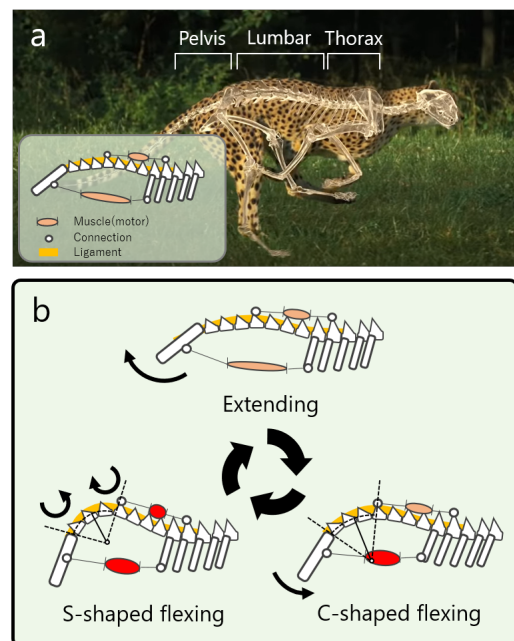 a
Pelvis Lumbar Thorax
Muscle(motor)
Connection
Ligament
b
Extending
S-shaped flexing
C-shaped flexing